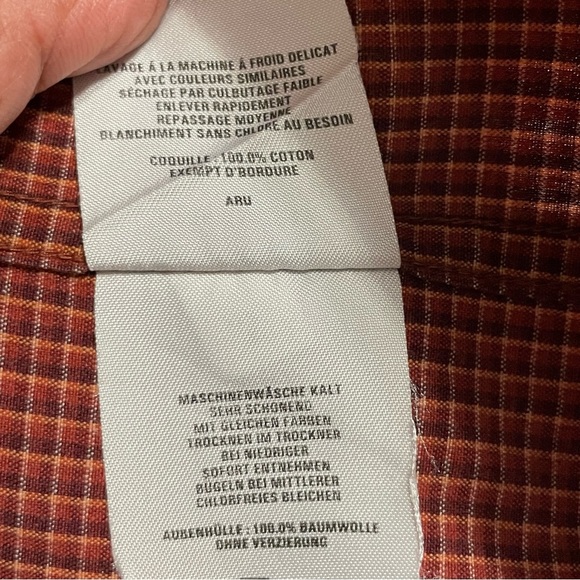 LAVAGE À LA MACHINE À FROID DELICAT
AVEC COULEURS SIMILAIRES
SÉCHAGE PAR CULBUTAGE FAIBLE
ENLEVER RAPIDEMENT
REPASSAGE MOYENNE
BLANCHIMENT SANS CHLORE AU BESOIN
COQUILLE : 100.0% COTON
EXEMPT D'BORDURE
ARU
MASCHINENWÄSCHE KALT
SEHR SCHONEND
MIT GLEICHEN FARBEN
TROCKNEN IM TROCKNER
BEI NIEDRIGER
SOFORT ENTNEHMEN
BÜGELN BEI MITTLERER
CHLORFREIES BLEICHEN
AUßENHÜLLE : 100.0% BAUMWOLLE
OHNE VERZIERUNG